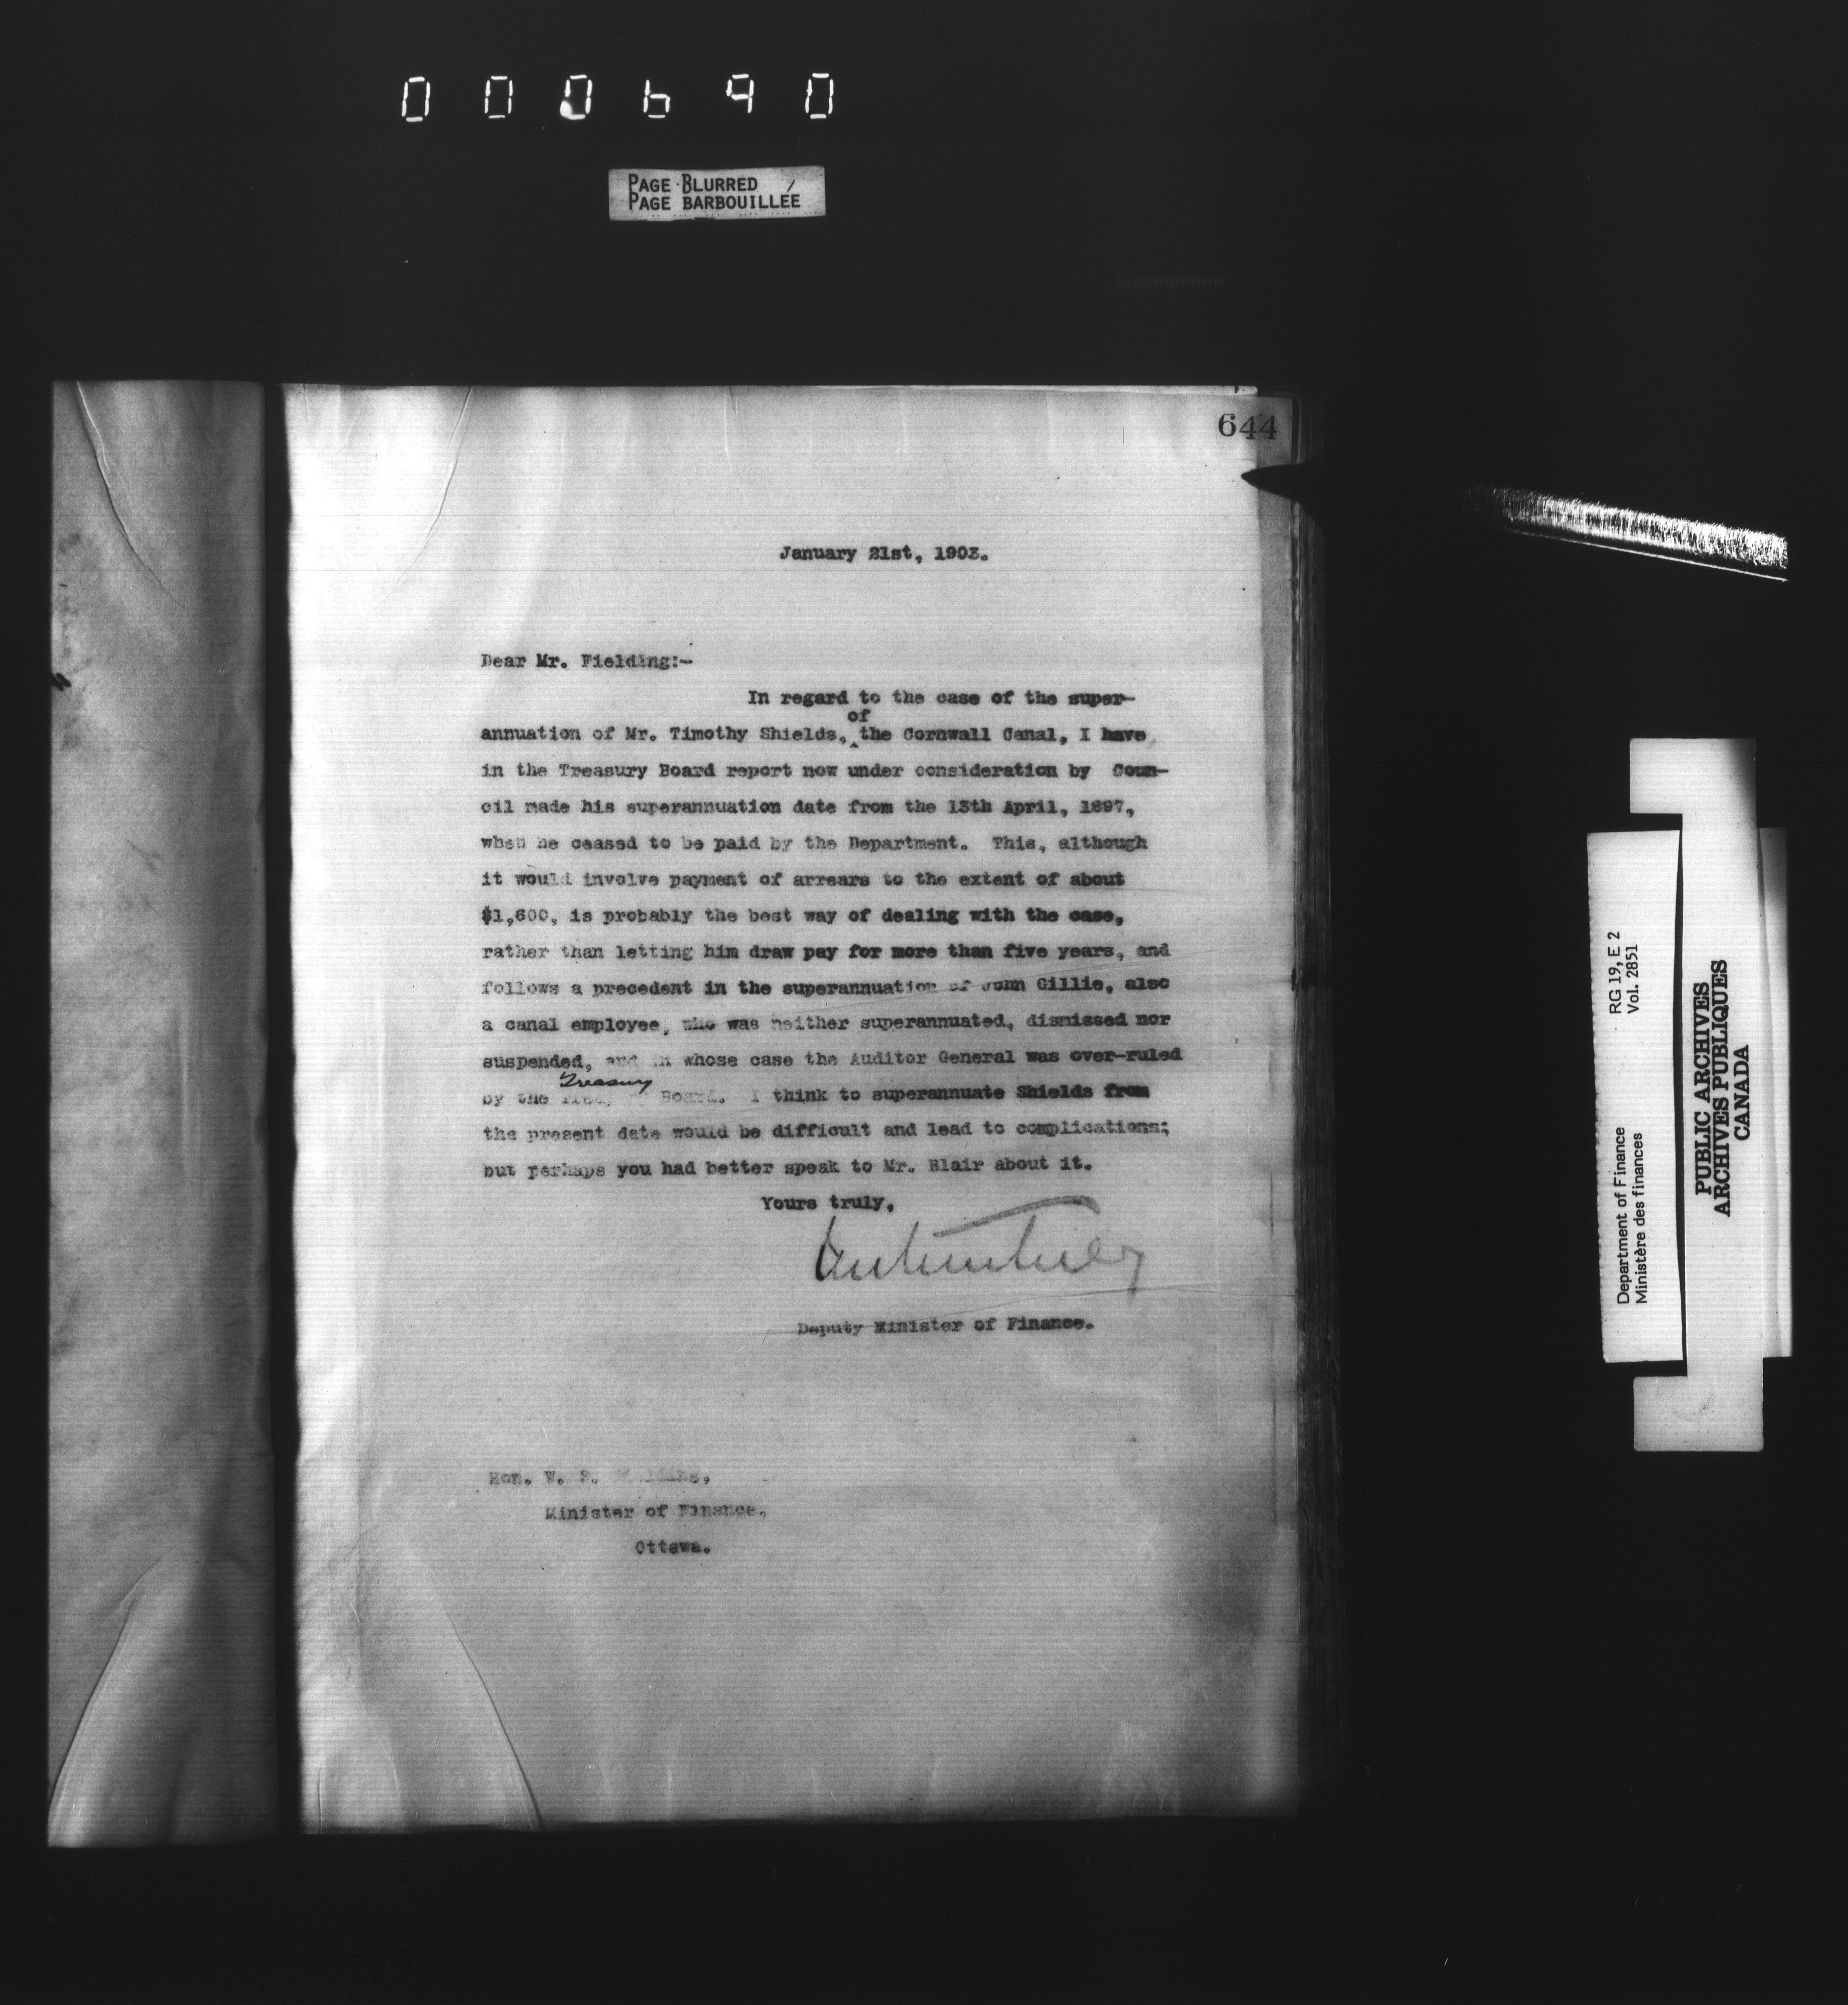 000690
PAGE BLURRED
PAGE BARBOUILLÉE
644
January 21st, 1903.
Dear Mr. Fielding:-
In regard to the case of the super-
of
annuation of Mr. Timothy Shields, ^the Cornwall Canal, I have
in the Treasury Board report now under consideration by Coun-
cil made his superannuation date from the 13th April, 1897,
when he ceased to be paid by the Department. This, although
it would involve payment of arrears to the extent of about
$1,600, is probably the best way of dealing with the case,
rather than letting him draw pay for more than five years, and
follows a precedent in the superannuation of John Gillie, also
a canal employee, who was neither superannuated, dismissed nor
suspended, and in whose case the Auditor General was over-ruled
Treasury
by the Board. I think to superannuate Shields from
the present date would be difficult and lead to complications;
but perhaps you had better speak to Mr. Blair about it.
Yours truly,
Deputy Minister of Finance.
Hon. W. S. Fielding,
Minister of Finance,
Ottawa.
RG 19, E 2
Vol. 2851
Department of Finance
Ministère des finances
PUBLIC ARCHIVES
ARCHIVES PUBLIQUES
CANADA